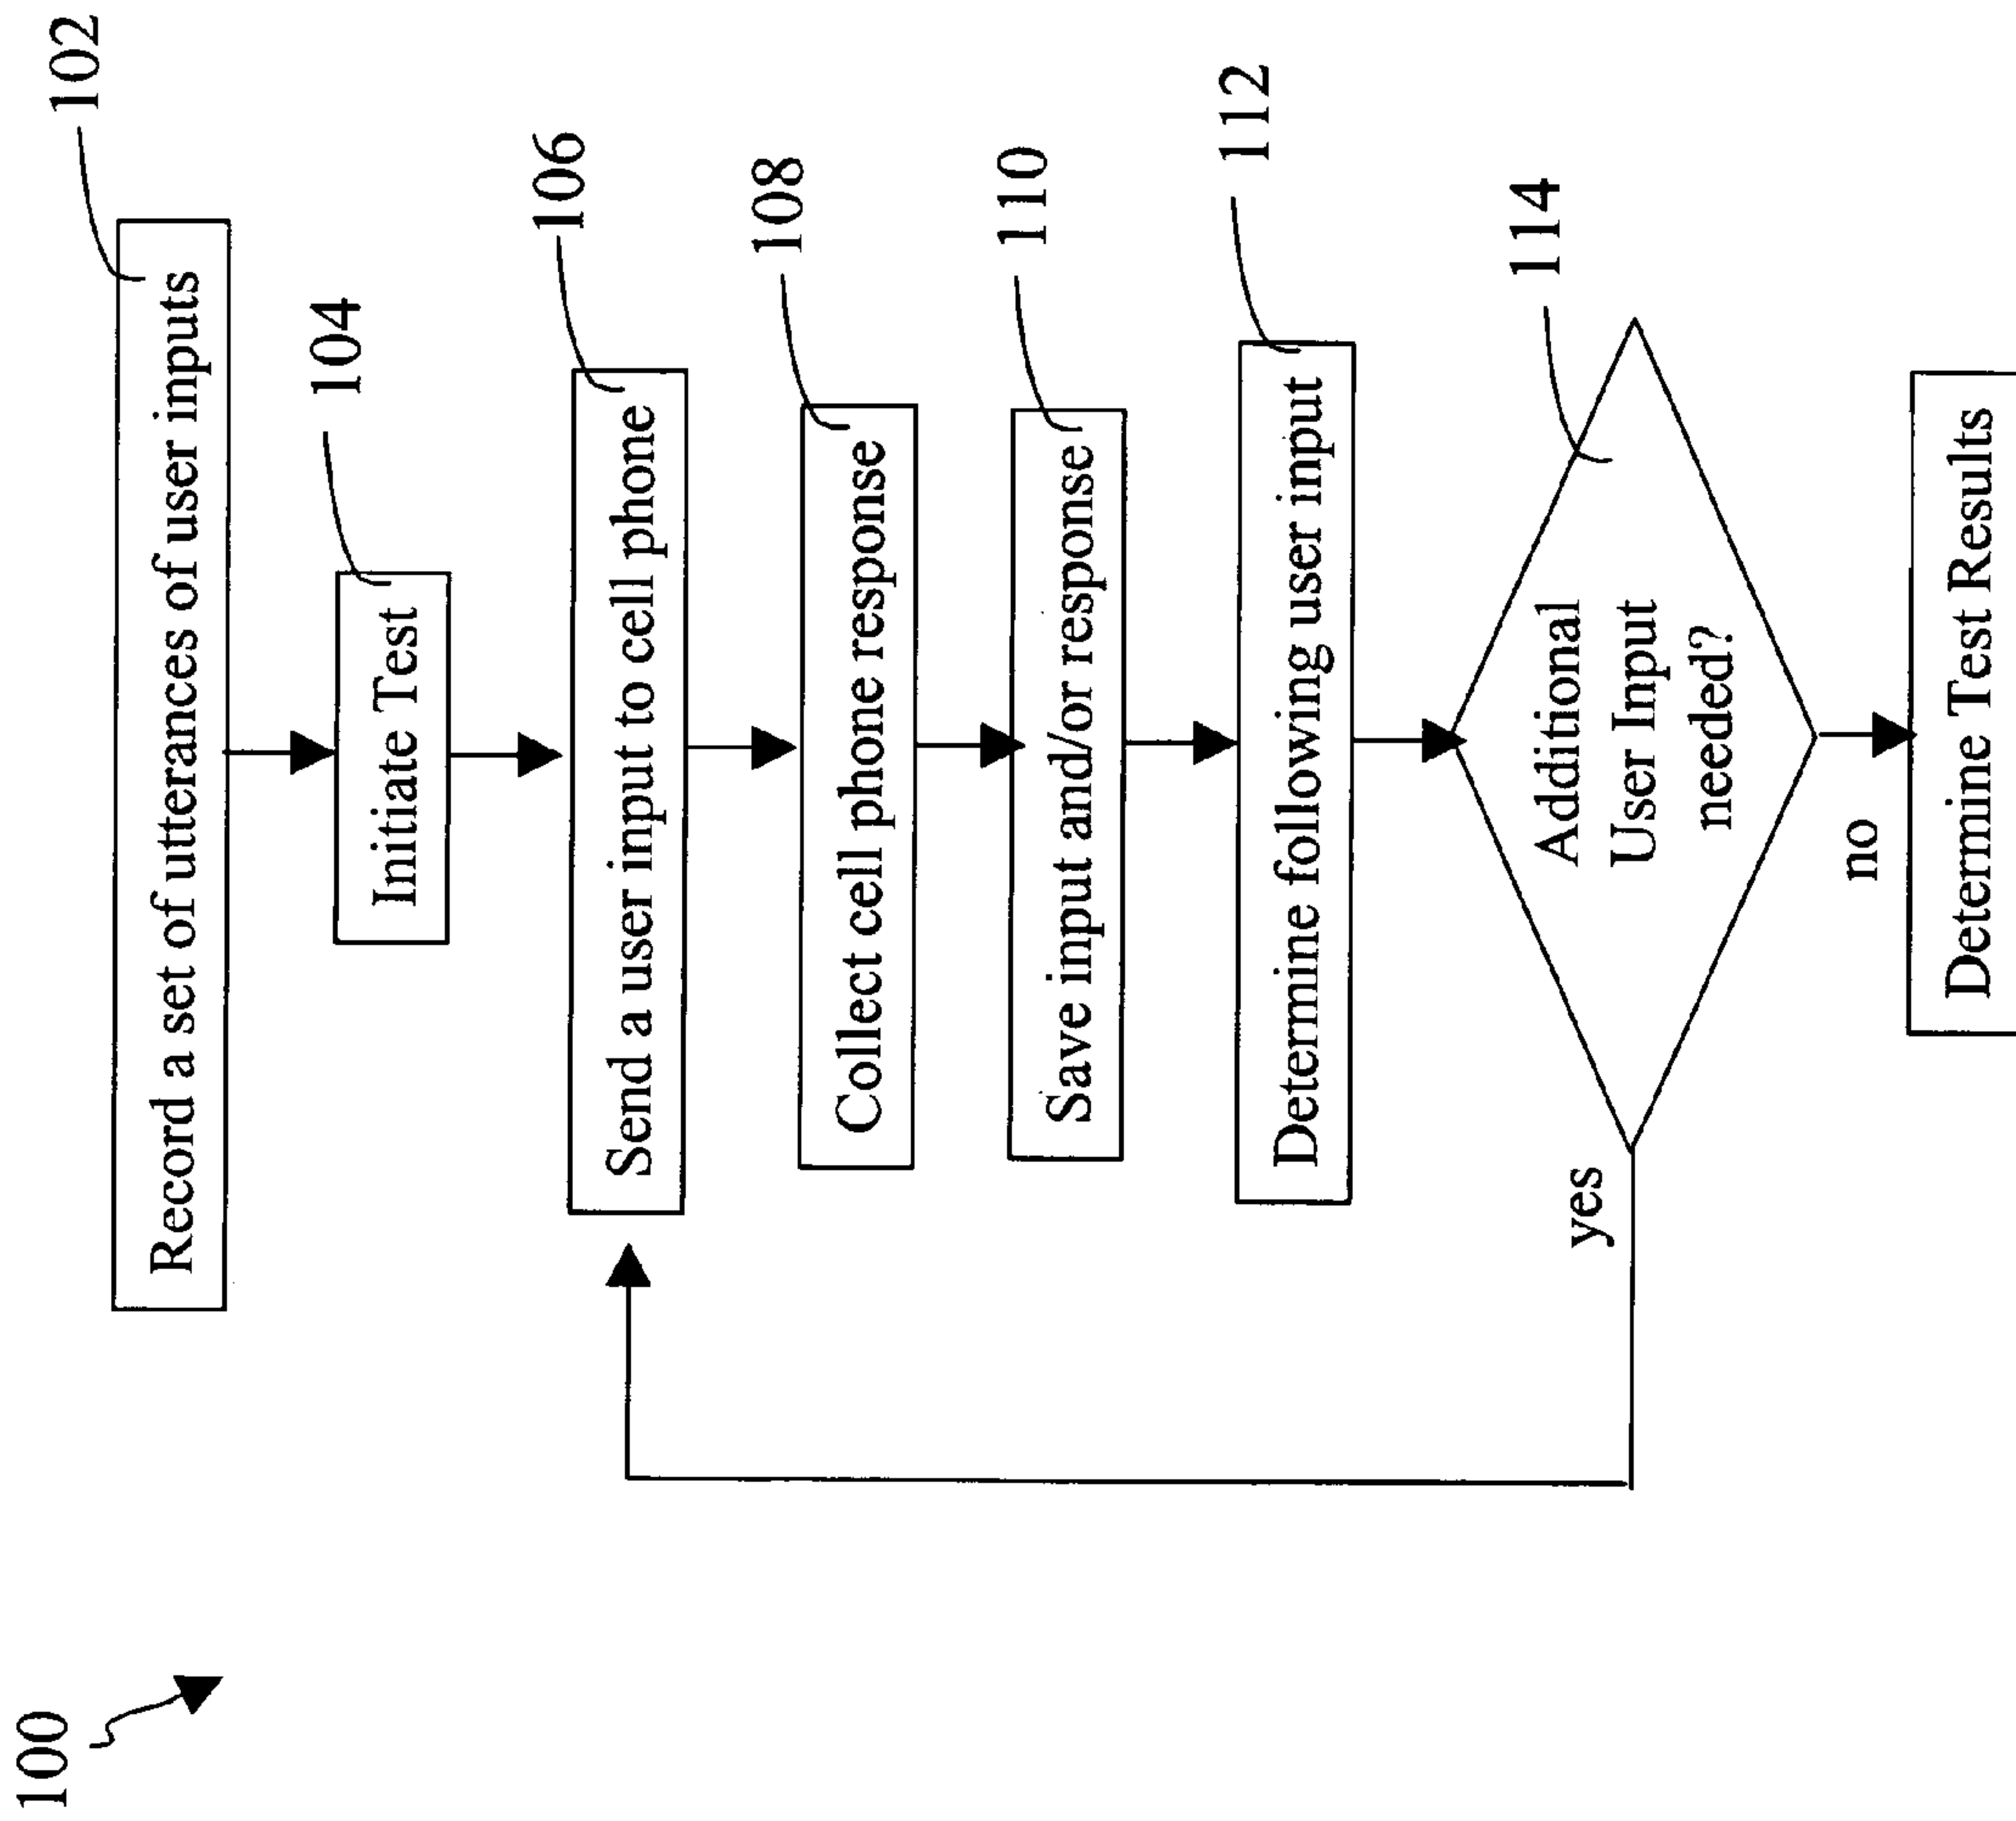 100
102
Record a set of utterances of user inputs
104
Initiate Test
106
Send a user input to cell phone
108
Collect cell phone response
110
Save input and/or response
112
Determine following user input
114
Additional
User Input
needed?
yes
no
Determine Test Results